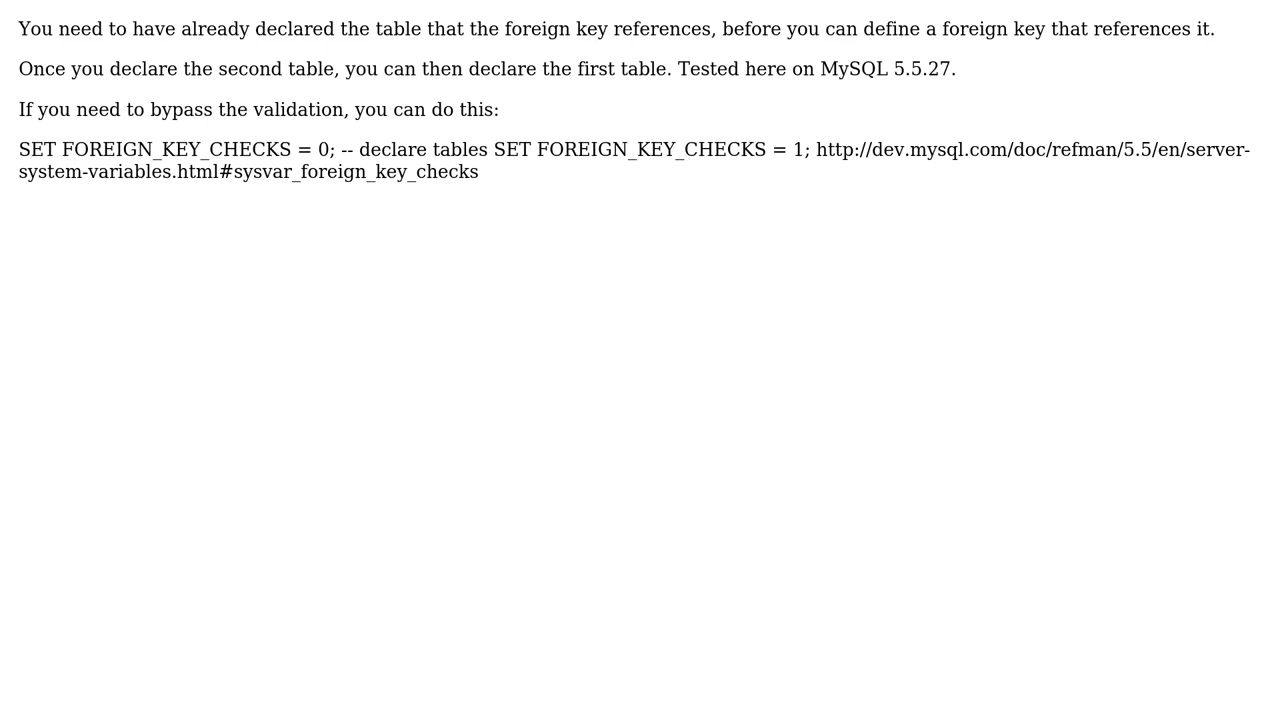 You need to have already declared the table that the foreign key references, before you can define a foreign key that references it.
Once you declare the second table, you can then declare the first table. Tested here on MySQL 5.5.27.
If you need to bypass the validation, you can do this:
SET FOREIGN_KEY_CHECKS = 0; -- declare tables SET FOREIGN_KEY_CHECKS = 1; http://dev.mysql.com/doc/refman/5.5/en/server-
system-variables.html#sysvar_foreign_key_checks